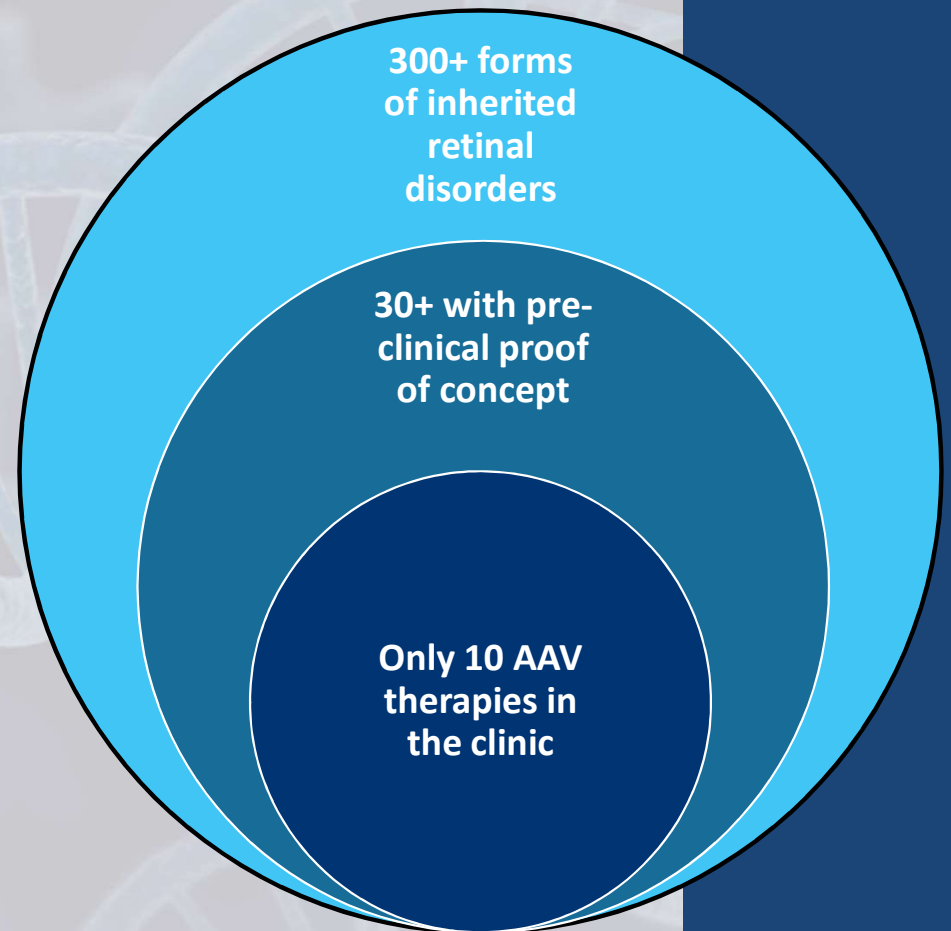 300+ forms
of inherited
retinal
disorders
30+ with pre-
clinical proof
of concept
Only 10 AAV
therapies in
the clinic